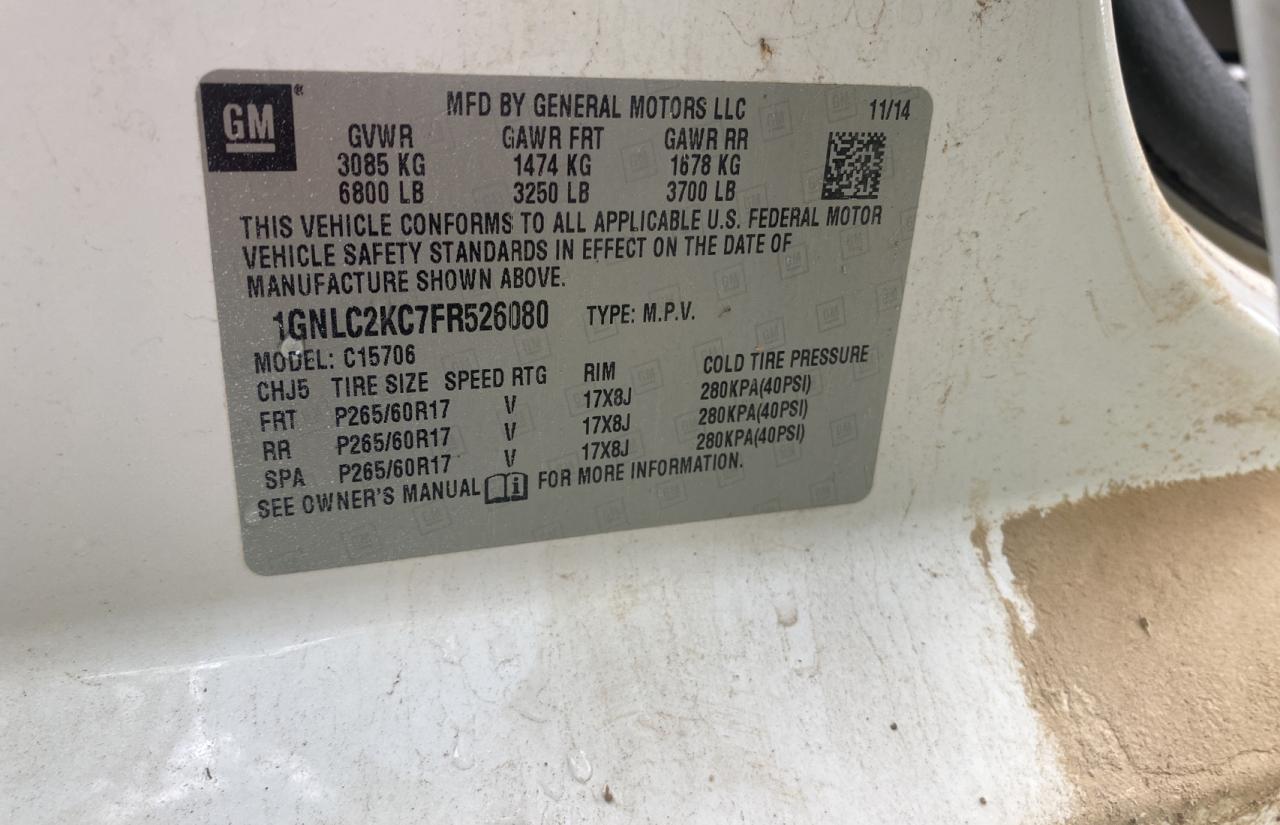 GM®
MFD BY GENERAL MOTORS LLC 11/14
GVWR GAWR FRT GAWR RR
3085 KG 1474 KG 1678 KG
6800 LB 3250 LB 3700 LB
THIS VEHICLE CONFORMS TO ALL APPLICABLE U.S. FEDERAL MOTOR
VEHICLE SAFETY STANDARDS IN EFFECT ON THE DATE OF
MANUFACTURE SHOWN ABOVE.
1GNLC2KC7FR526080 TYPE: M.P.V.
MODEL: C15706
CHJ5 TIRE SIZE SPEED RTG RIM COLD TIRE PRESSURE
FRT P265/60R17 V 17X8J 280KPA(40PSI)
RR P265/60R17 V 17X8J 280KPA(40PSI)
SPA P265/60R17 V 17X8J 280KPA(40PSI)
SEE OWNER'S MANUAL i FOR MORE INFORMATION.